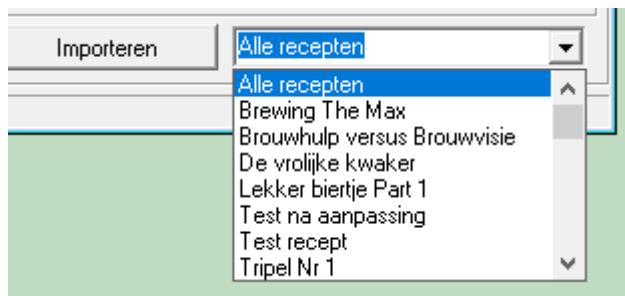 Importeren
Alle recepten
Alle recepten
Brewing The Max
Brouwhulp versus Brouwvisie
De vrolijke kwaker
Lekker biertje Part 1
Test na aanpassing
Test recept
Tripel Nr 1